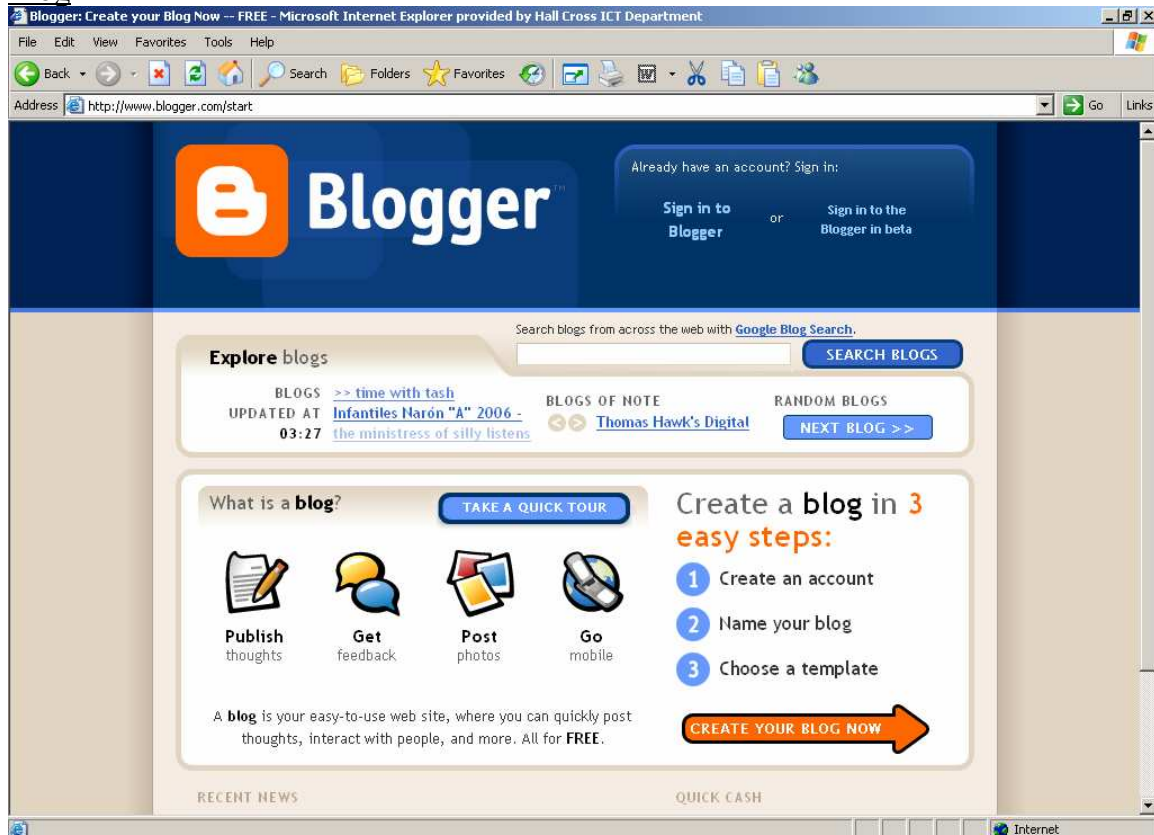 Blog
Blogger: Create your Blog Now -- FREE - Microsoft Internet Explorer provided by Hall Cross ICT Department
File Edit View Favorites Tools Help
Back Search Folders Favorites
Address http://www.blogger.com/start Go Links
Blogger™
Already have an account? Sign in:
Sign in to Blogger or Sign in to the Blogger in beta
Search blogs from across the web with Google Blog Search.
Explore blogs
SEARCH BLOGS
BLOGS UPDATED AT 03:27
>> time with tash
Infantiles Narón "A" 2006 -
the ministress of silly listens
BLOGS OF NOTE
Thomas Hawk's Digital
RANDOM BLOGS
NEXT BLOG >>
What is a blog?
TAKE A QUICK TOUR
Publish thoughts
Get feedback
Post photos
Go mobile
A blog is your easy-to-use web site, where you can quickly post
thoughts, interact with people, and more. All for FREE.
Create a blog in 3
easy steps:
1 Create an account
2 Name your blog
3 Choose a template
CREATE YOUR BLOG NOW
RECENT NEWS
QUICK CASH
Internet